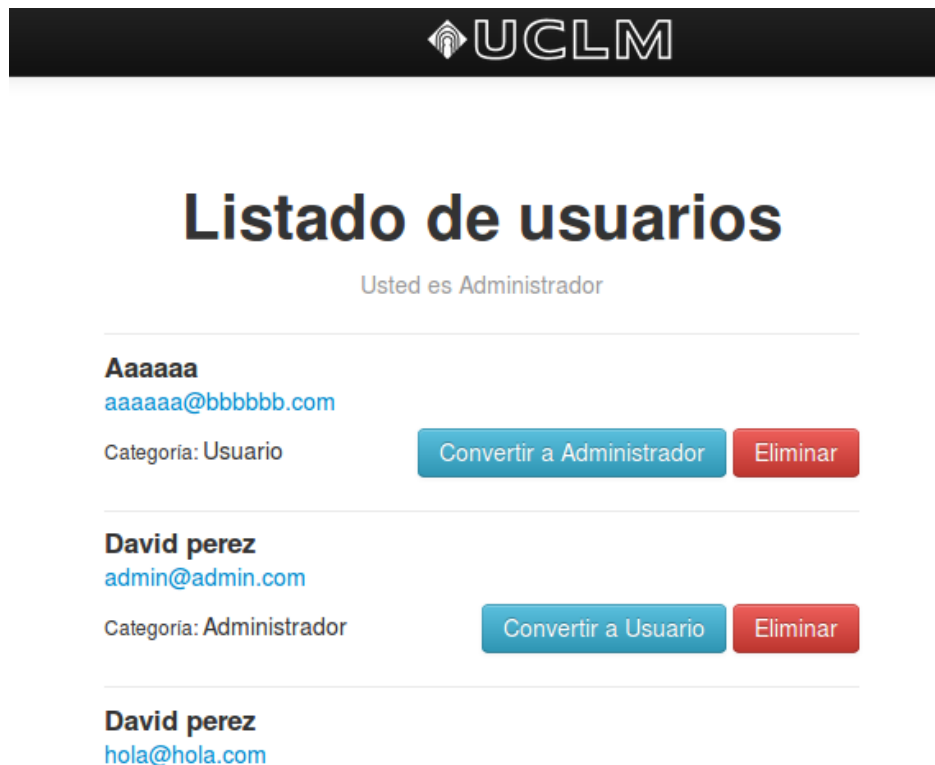 UCLM
Listado de usuarios
Usted es Administrador
Aaaaaa
aaaaaa@bbbbbb.com
Categoría: Usuario Convertir a Administrador Eliminar
David perez
admin@admin.com
Categoría: Administrador Convertir a Usuario Eliminar
David perez
hola@hola.com